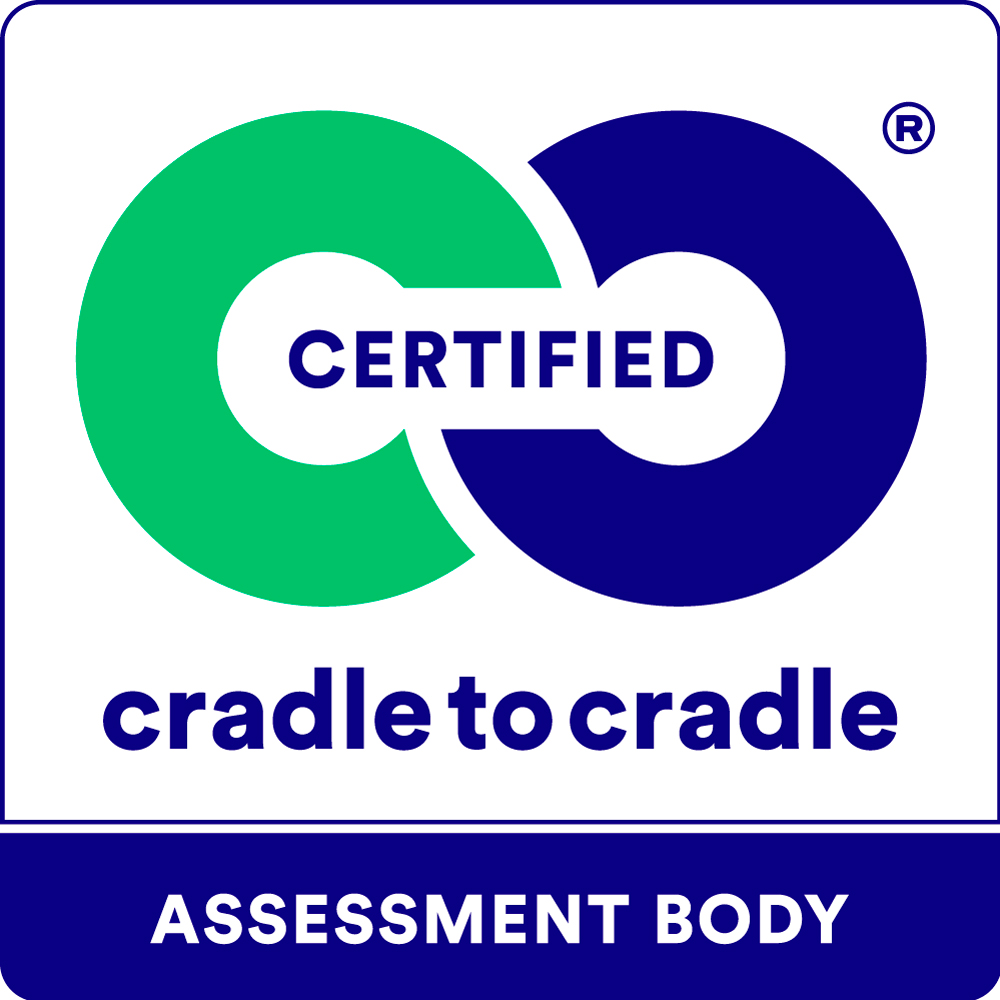 ®
CERTIFIED
cradle to cradle
ASSESSMENT BODY